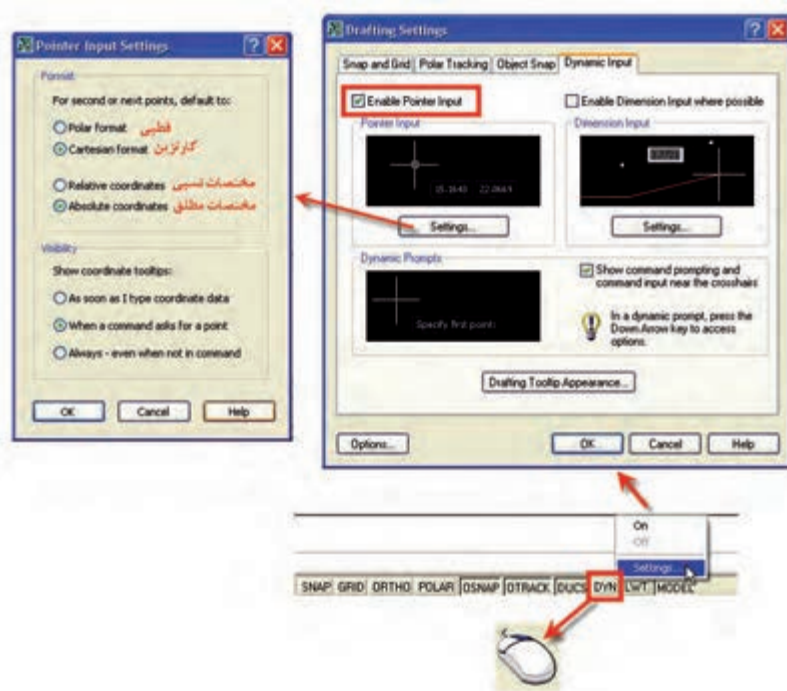 Pointer Input Settings
Format
For second or next points, default to:
Polar format قطبی
Cartesian format کارتزین
Relative coordinates مختصات نسبی
Absolute coordinates مختصات مطلق
Visibility
Show coordinate tooltips:
As soon as I type coordinate data
When a command asks for a point
Always - even when not in command
OK Cancel Help
Drafting Settings
Snap and Grid Polar Tracking Object Snap Dynamic Input
Enable Pointer Input
Enable Dimension Input where possible
Pointer Input
Dimension Input
Settings...
Settings...
Dynamic Prompts
Specify first point:
Show command prompting and
command input near the crosshairs
In a dynamic prompt, press the
Down Arrow key to access
options.
Drafting Tooltip Appearance...
Options...
OK Cancel Help
On
Off
Settings...
SNAP GRID ORTHO POLAR OSNAP OTRACK DUCS DYN LWT MODEL